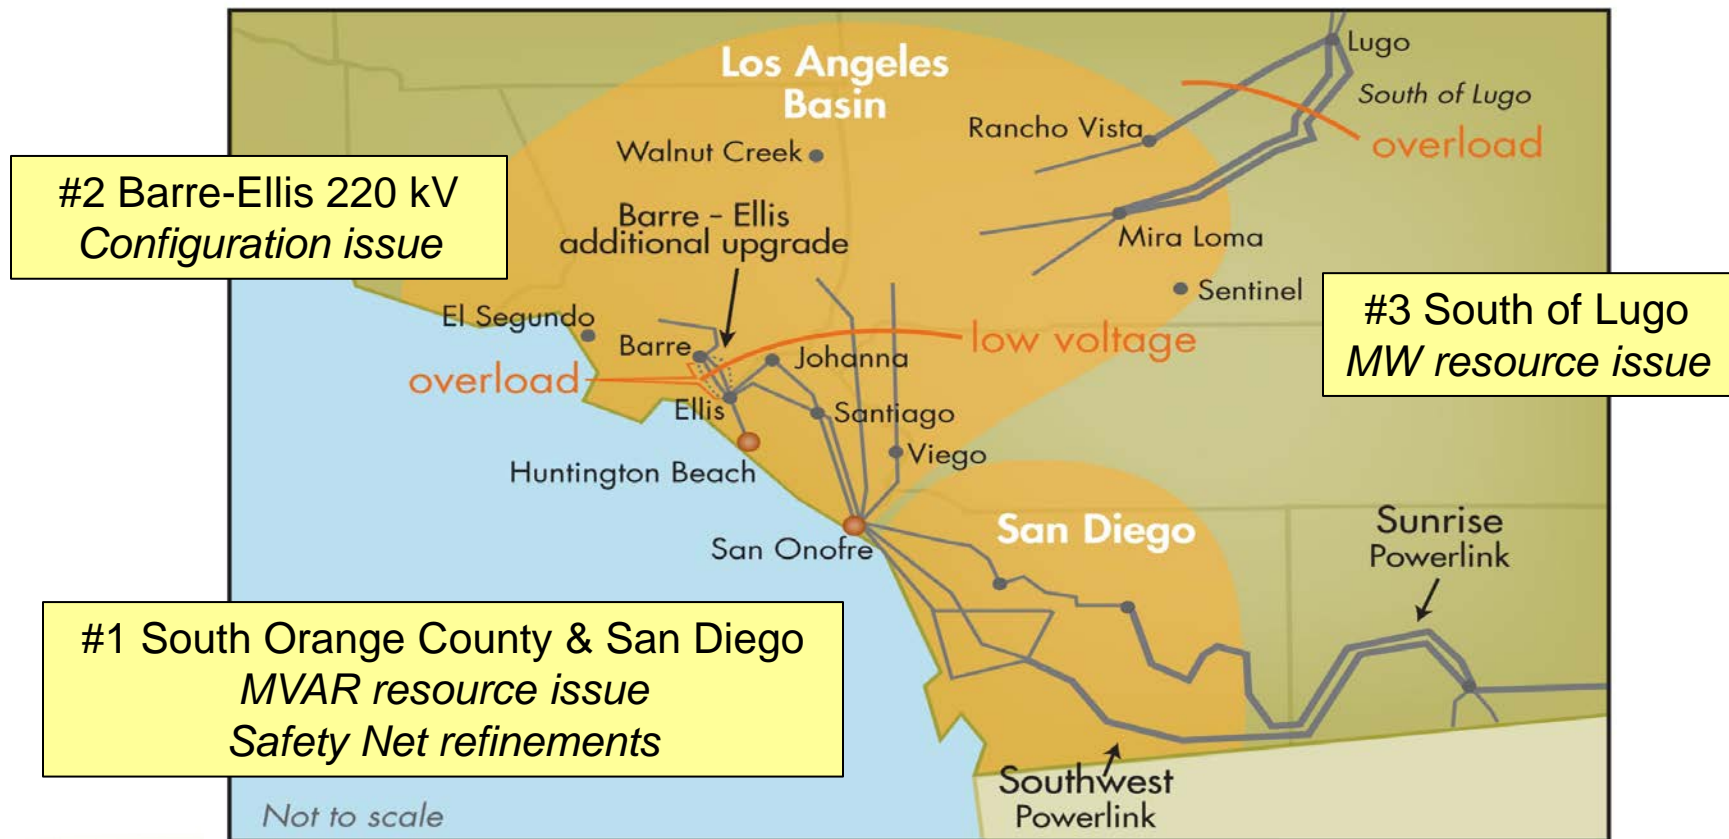 Los Angeles
Basin
Lugo
South of Lugo
Rancho Vista
overload
Walnut Creek
#2 Barre-Ellis 220 kV
Configuration issue
Barre – Ellis
additional upgrade
Mira Loma
Sentinel
#3 South of Lugo
MW resource issue
El Segundo
Barre
Johanna
low voltage
overload
Ellis
Santiago
Viego
Huntington Beach
San Onofre
San Diego
Sunrise
Powerlink
#1 South Orange County & San Diego
MVAR resource issue
Safety Net refinements
Southwest
Powerlink
Not to scale